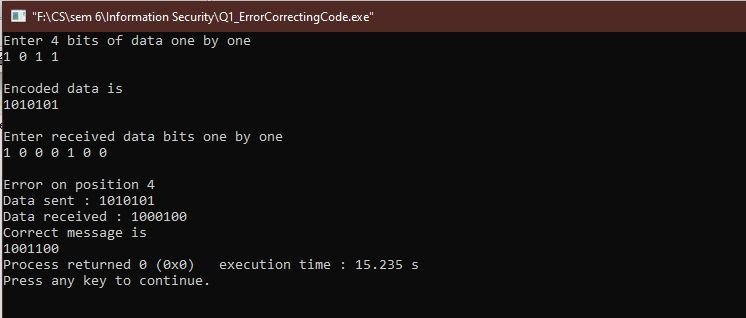 "F:\CS\sem 6\Information Security\Q1_ErrorCorrectingCode.exe"
Enter 4 bits of data one by one
1 0 1 1
Encoded data is
1010101
Enter received data bits one by one
1 0 0 0 1 0 0
Error on position 4
Data sent : 1010101
Data received : 1000100
Correct message is
1001100
Process returned 0 (0x0)   execution time : 15.235 s
Press any key to continue.